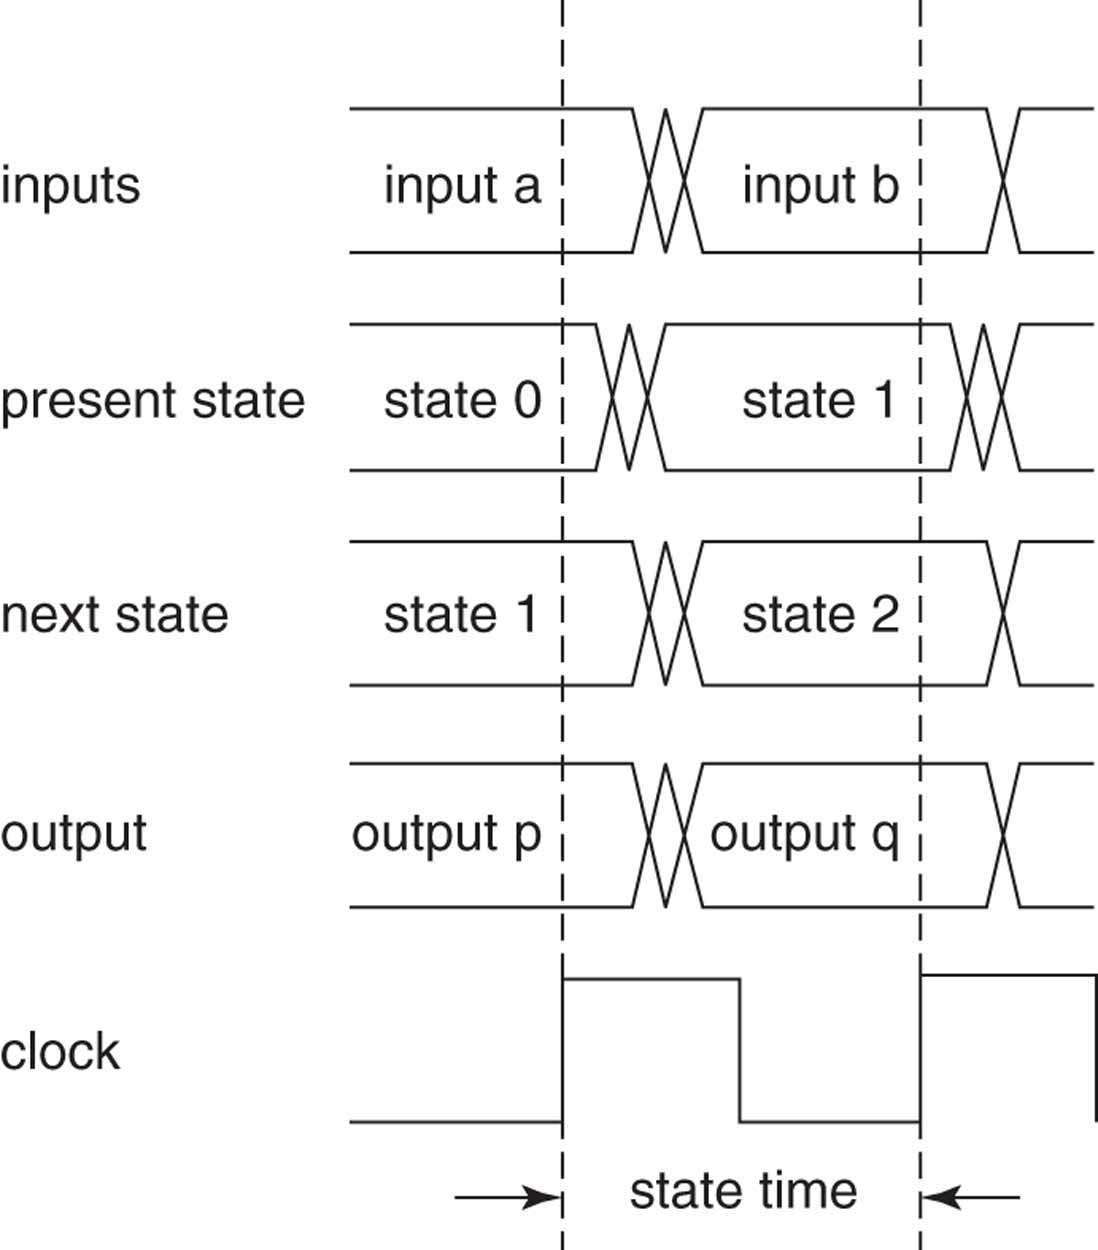 inputs input a input b
present state state 0 state 1
next state state 1 state 2
output output p output q
clock
state time